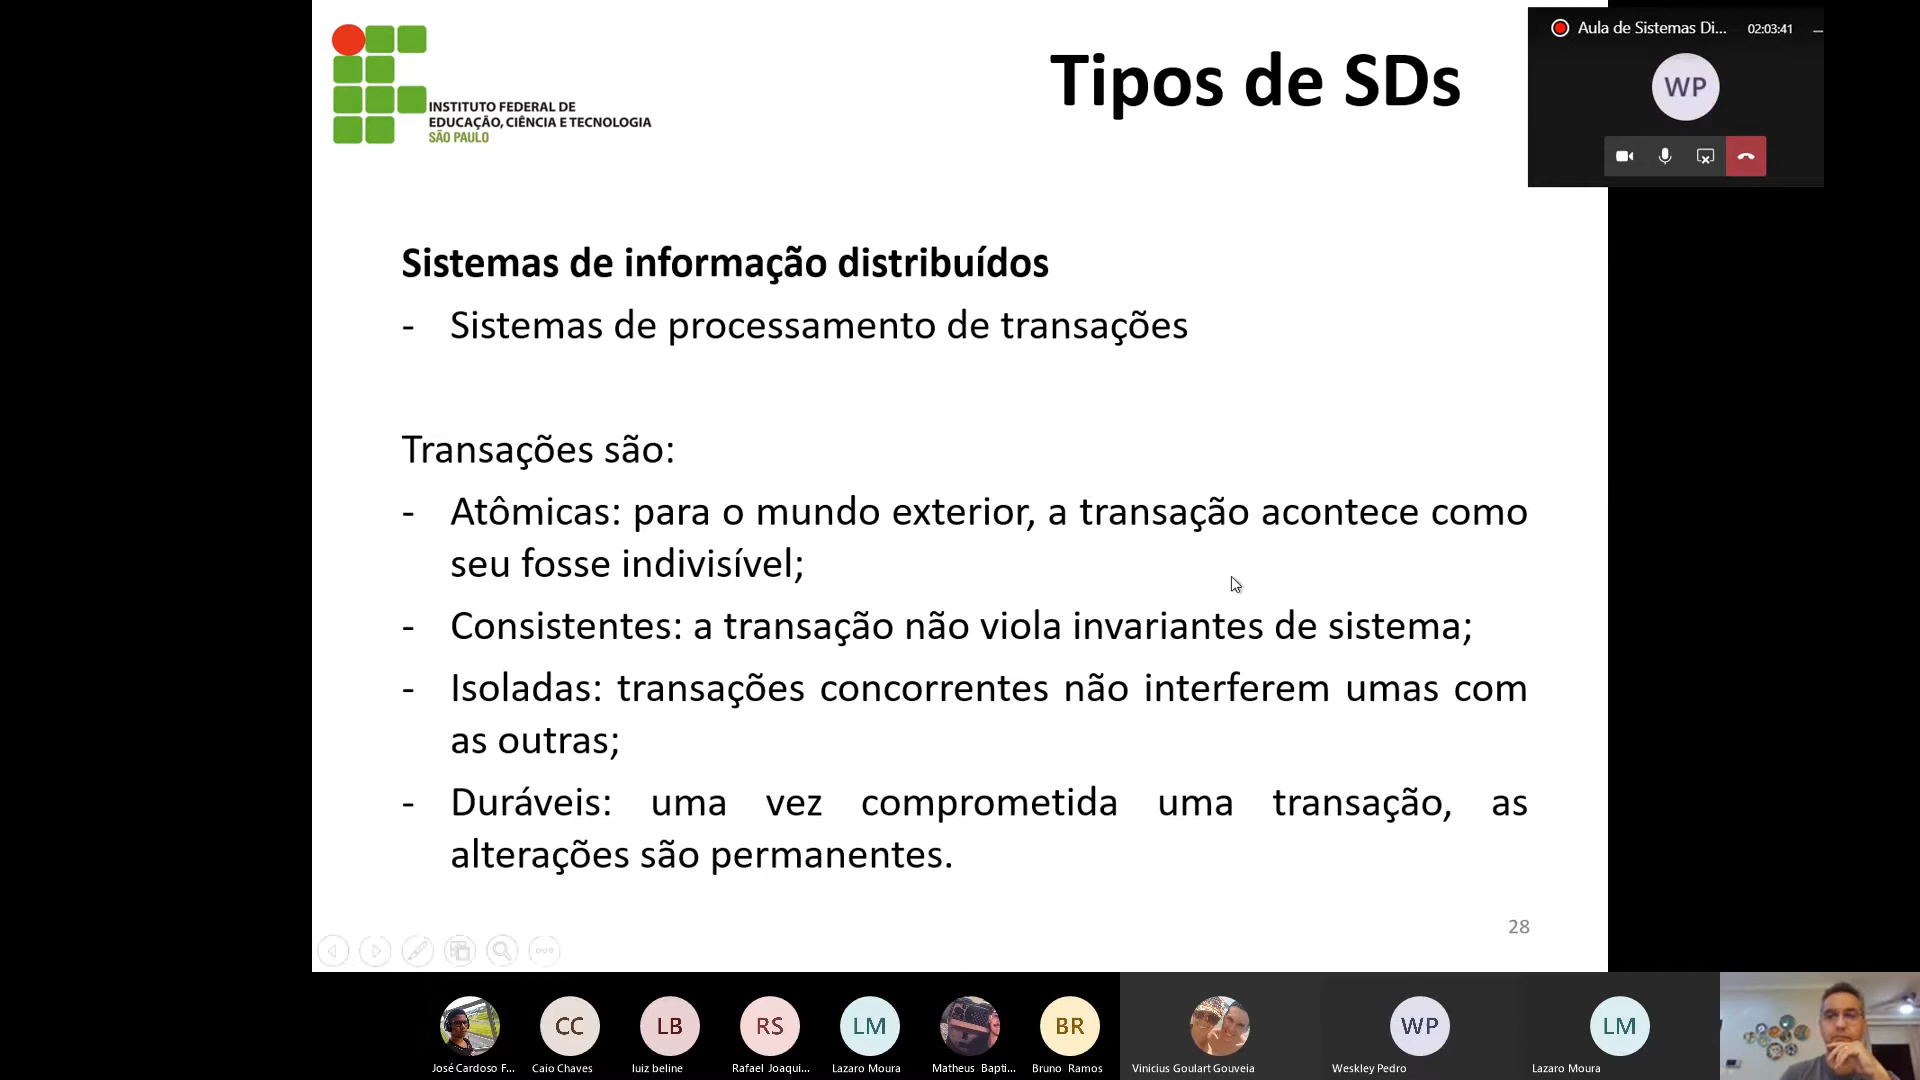 INSTITUTO FEDERAL DE
EDUCAÇÃO, CIÊNCIA E TECNOLOGIA
SÃO PAULO
Tipos de SDs
Aula de Sistemas Di...
02:03:41
WP
Sistemas de informação distribuídos
- Sistemas de processamento de transações
Transações são:
- Atômicas: para o mundo exterior, a transação acontece como
seu fosse indivisível;
- Consistentes: a transação não viola invariantes de sistema;
- Isoladas: transações concorrentes não interferem umas com
as outras;
- Duráveis: uma vez comprometida uma transação, as
alterações são permanentes.
28
CC
LB
RS
LM
BR
WP
LM
José Cardoso F...
Caio Chaves
luiz beline
Rafael Joaqui...
Lazaro Moura
Matheus Bapti...
Bruno Ramos
Vinicius Goulart Gouveia
Weskley Pedro
Lazaro Moura